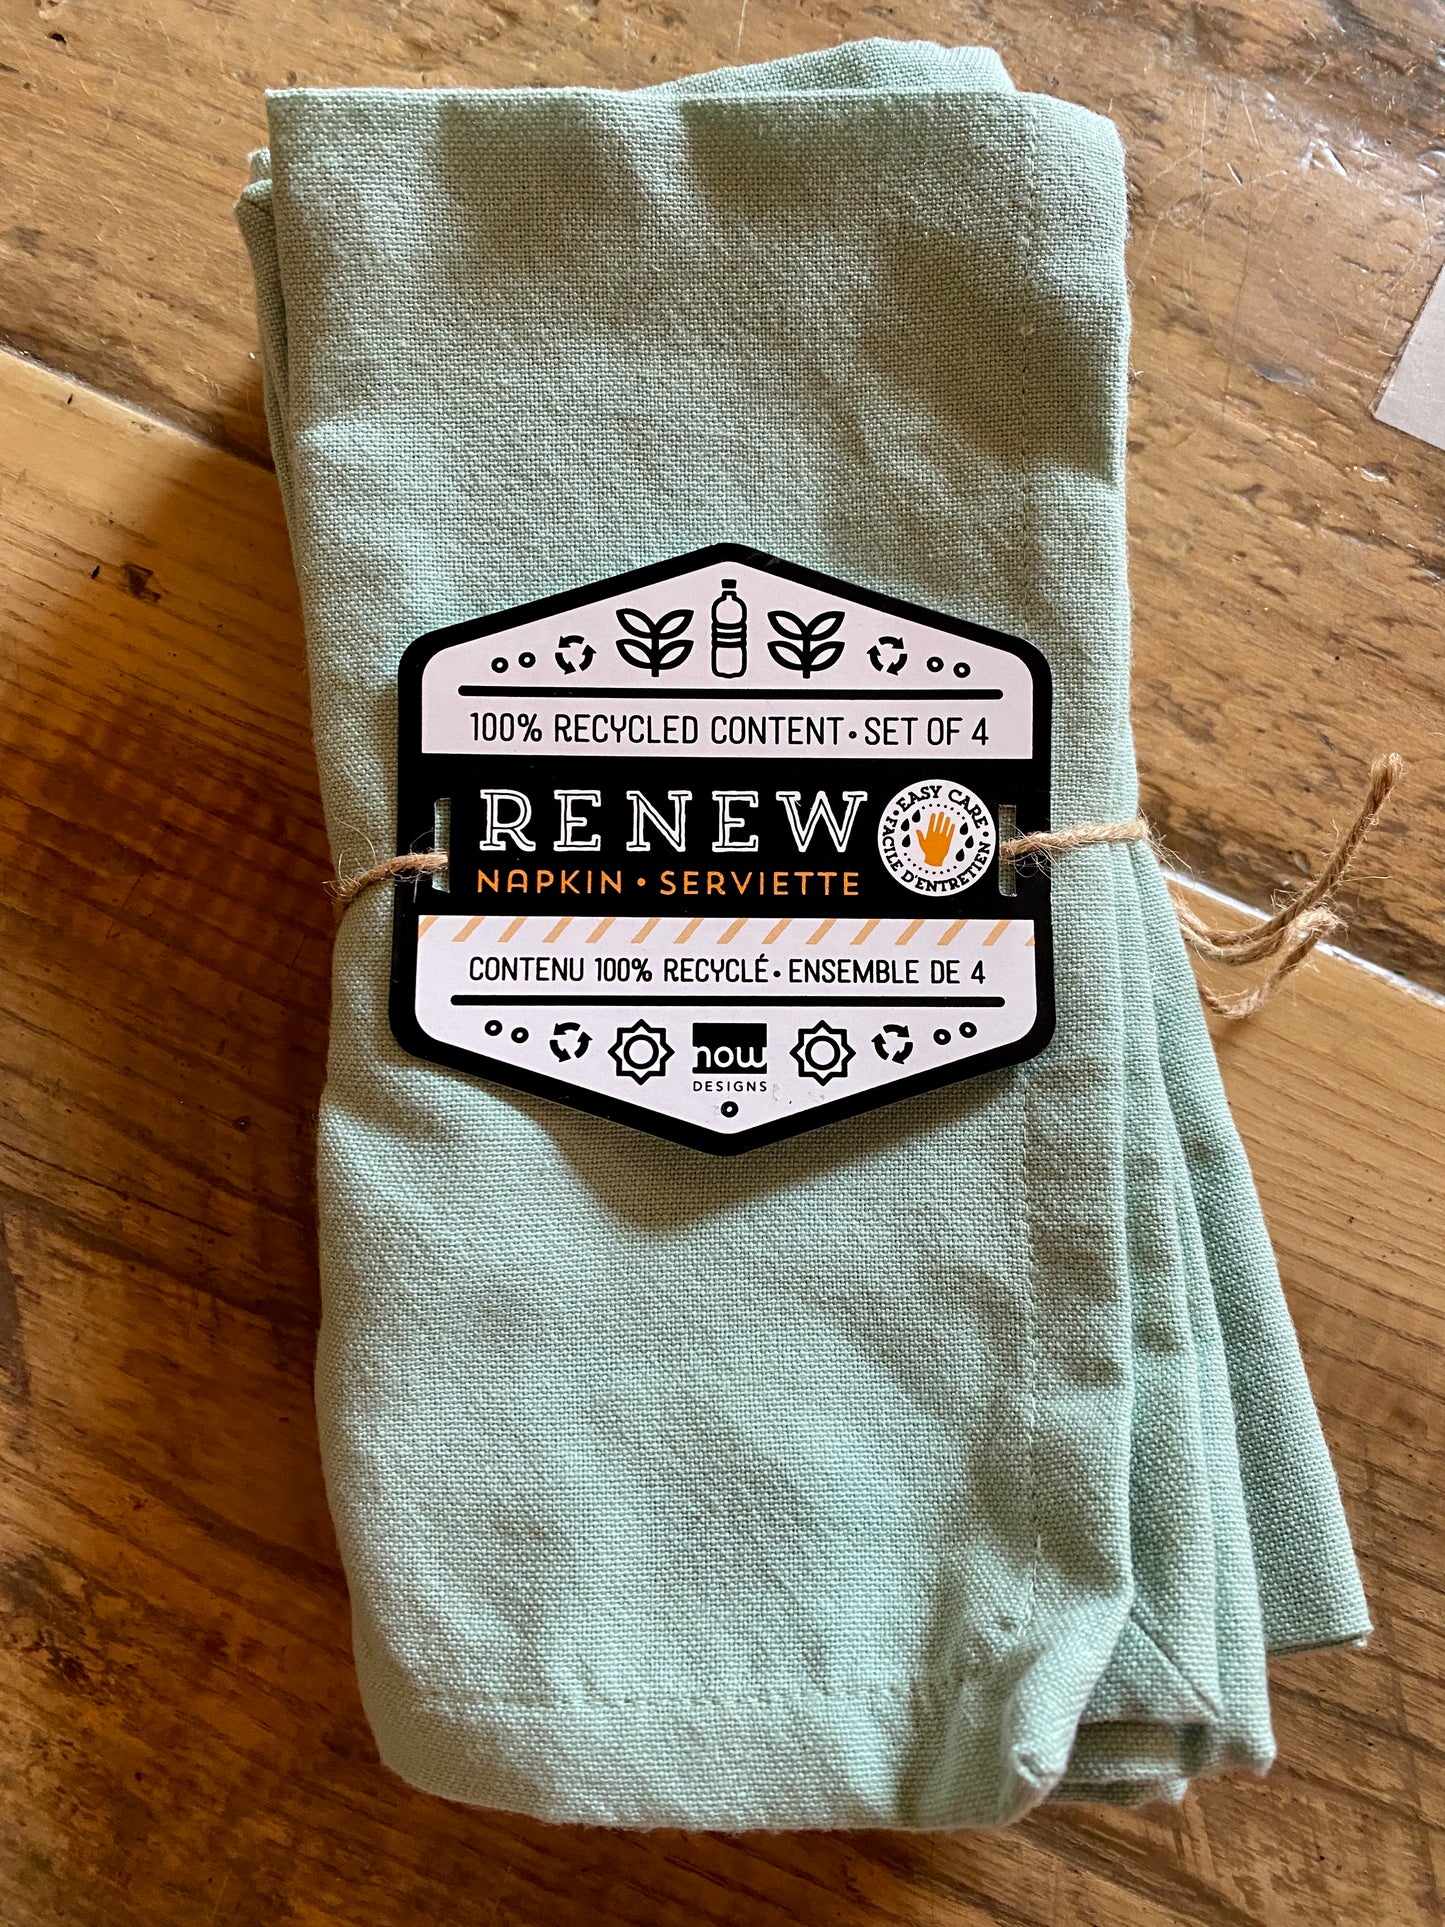 100% RECYCLED CONTENT • SET OF 4
RENEW
NAPKIN • SERVIETTE
• EASY CARE •
FACILE D'ENTRETIEN
CONTENU 100% RECYCLÉ • ENSEMBLE DE 4
now
DESIGNS